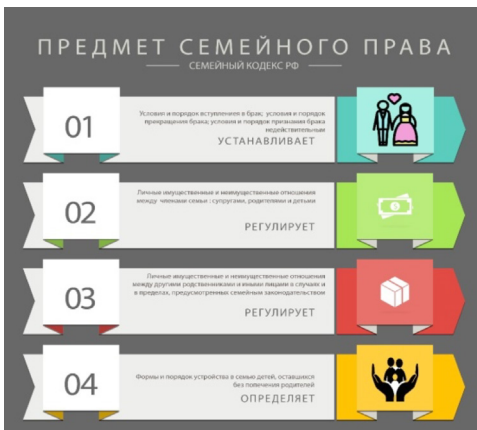 ПРЕДМЕТ СЕМЕЙНОГО ПРАВА
СЕМЕЙНЫЙ КОДЕКС РФ
01
Условия и порядок вступления в брак; условия и порядок
прекращения брака; условия и порядок признания брака
недействительным
УСТАНАВЛИВАЕТ
02
Личные имущественные и неимущественные отношения
между членами семьи : супругами, родителями и детьми
РЕГУЛИРУЕТ
03
Личные имущественные и неимущественные отношения
между другими родственниками и иными лицами в случаях и
в пределах, предусмотренных семейным законодательством
РЕГУЛИРУЕТ
04
Формы и порядок устройства в семью детей, оставшихся
без попечения родителей
ОПРЕДЕЛЯЕТ